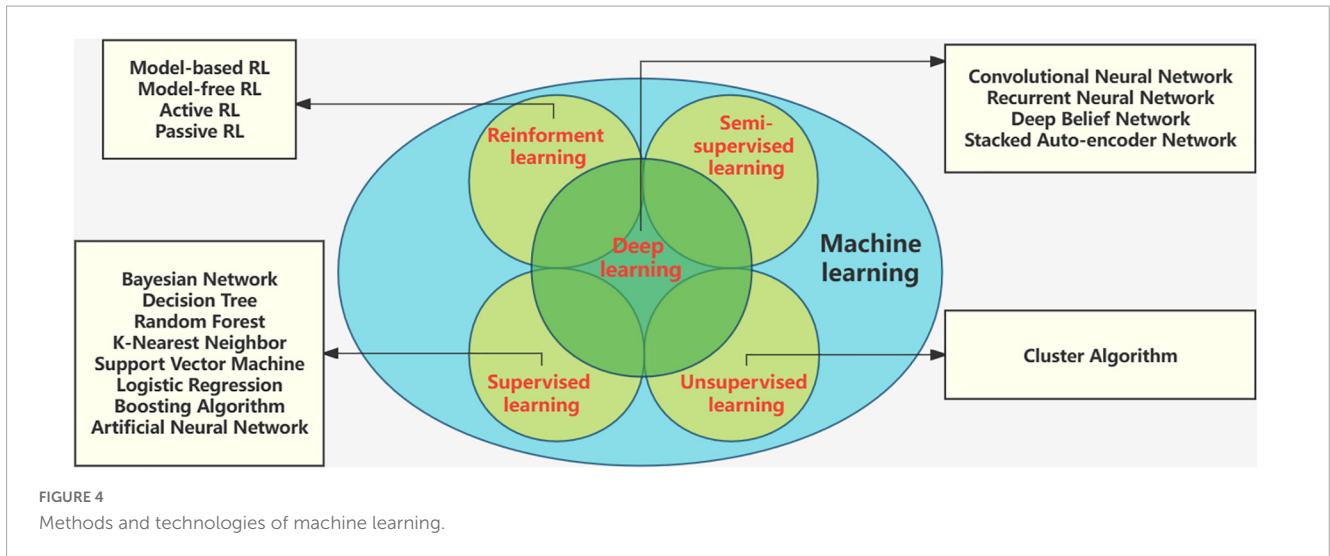 Model-based RL
Model-free RL
Active RL
Passive RL
Convolutional Neural Network
Recurrent Neural Network
Deep Belief Network
Stacked Auto-encoder Network
Reinforment
learning
Semi-
supervised
learning
Deep
learning
Machine
learning
Bayesian Network
Decision Tree
Random Forest
K-Nearest Neighbor
Support Vector Machine
Logistic Regression
Boosting Algorithm
Artificial Neural Network
Supervised
learning
Unsupervised
learning
Cluster Algorithm
FIGURE 4
Methods and technologies of machine learning.